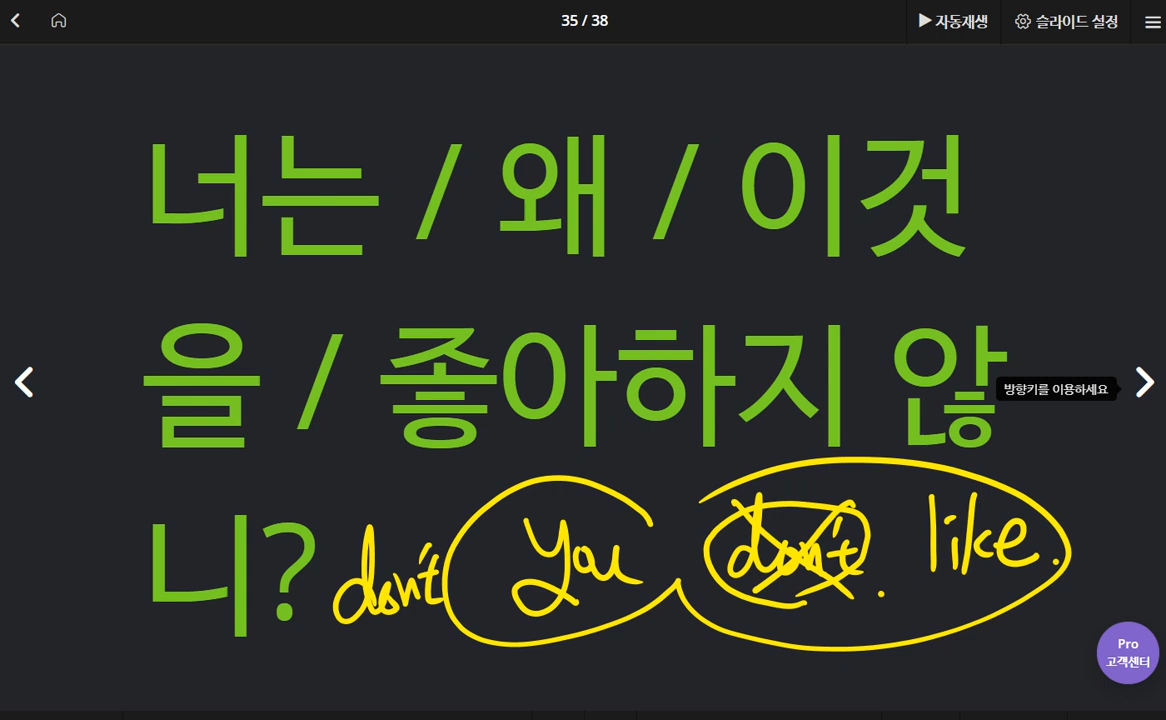 35 / 38
▶ 자동재생
슬라이드 설정
너는 / 왜 / 이것
을 / 좋아하지 않
방향키를 이용하세요
니?
don't you don't like.
Pro
고객센터